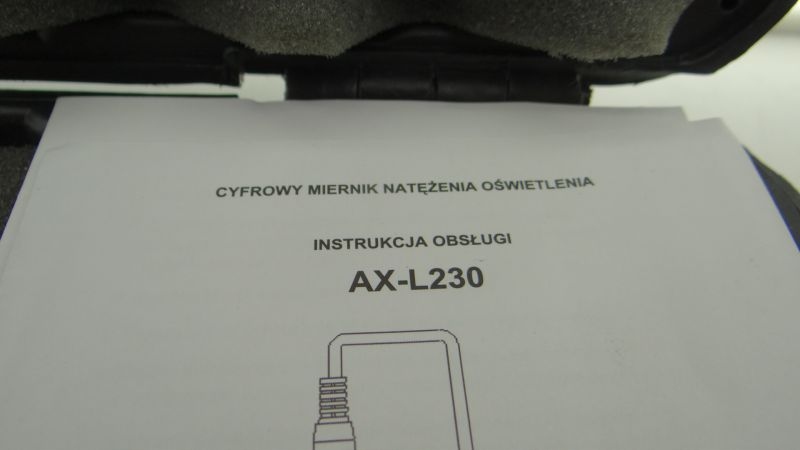 CYFROWY MIERNIK NATĘŻENIA OŚWIETLENIA
INSTRUKCJA OBSŁUGI
AX-L230